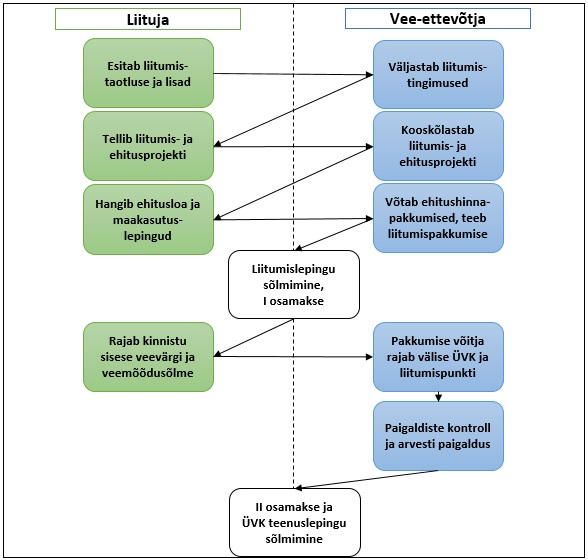 Liituja
Vee-ettevõtja
Esitab liitumis-
taotluse ja lisad
Väljastab liitumis-
tingimused
Tellib liitumis- ja
ehitusprojekti
Kooskõlastab
liitumis- ja
ehitusprojekti
Hangib ehitusloa ja
maakasutus-
lepingud
Võtab ehitushinna-
pakkumised, teeb
liitumispakkumise
Liitumislepingu
sõlmimine,
I osamakse
Rajab kinnistu
sisese veevärgi ja
veemõõdusõlme
Pakkumise võitja
rajab välise ÜVK ja
liitumispunkti
Paigaldiste kontroll
ja arvesti paigaldus
II osamakse ja
ÜVK teenuslepingu
sõlmimine